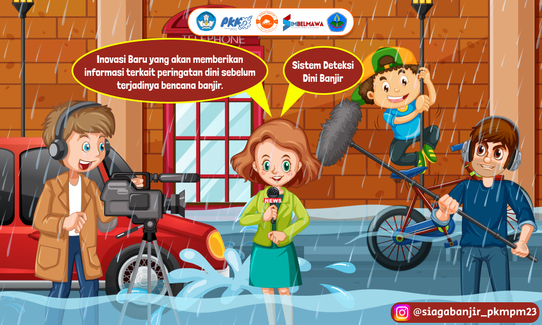 PKM
SIMBELMAWA
TELEPHONE
Inovasi Baru yang akan memberikan
informasi terkait peringatan dini sebelum
terjadinya bencana banjir.
Sistem Deteksi
Dini Banjir
NEWS
@siagabanjir_pkmpm23